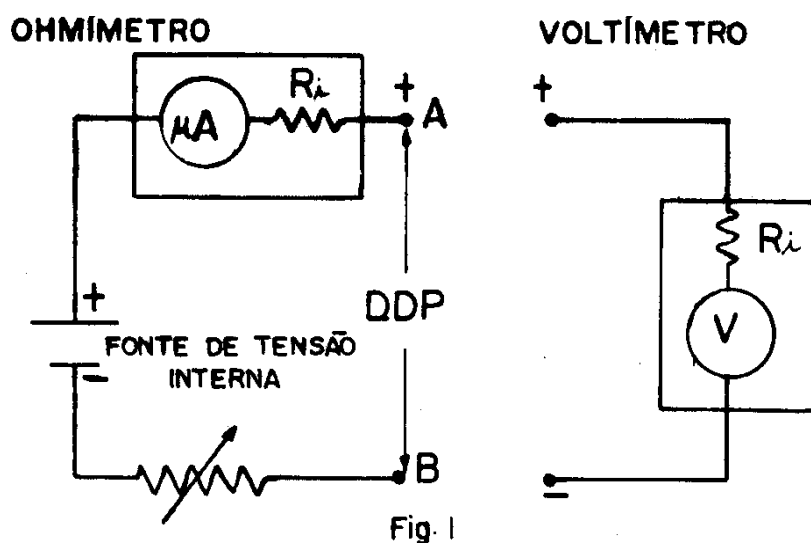 OHMÍMETRO
VOLTÍMETRO
μA
Ri
+
A
+
Ri
+
DDP
V
FONTE DE TENSÃO
INTERNA
-
B
-
Fig. 1